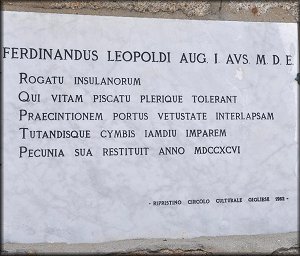 FERDINANDUS LEOPOLDI AUG. I. AVS. M. D. E.
ROGATU INSULANORUM
QUI VITAM PISCATU PLERIQUE TOLERANT
PRAECINTIONEM PORTUS VETUSTATE INTERLAPSAM
TUTANDISQUE CYMBIS IAMDIU IMPAREM
PECUNIA SUA RESTITUIT ANNO MDCCXCVI
- RIPRISTINO CIRCOLO CULTURALE GIGLIESE